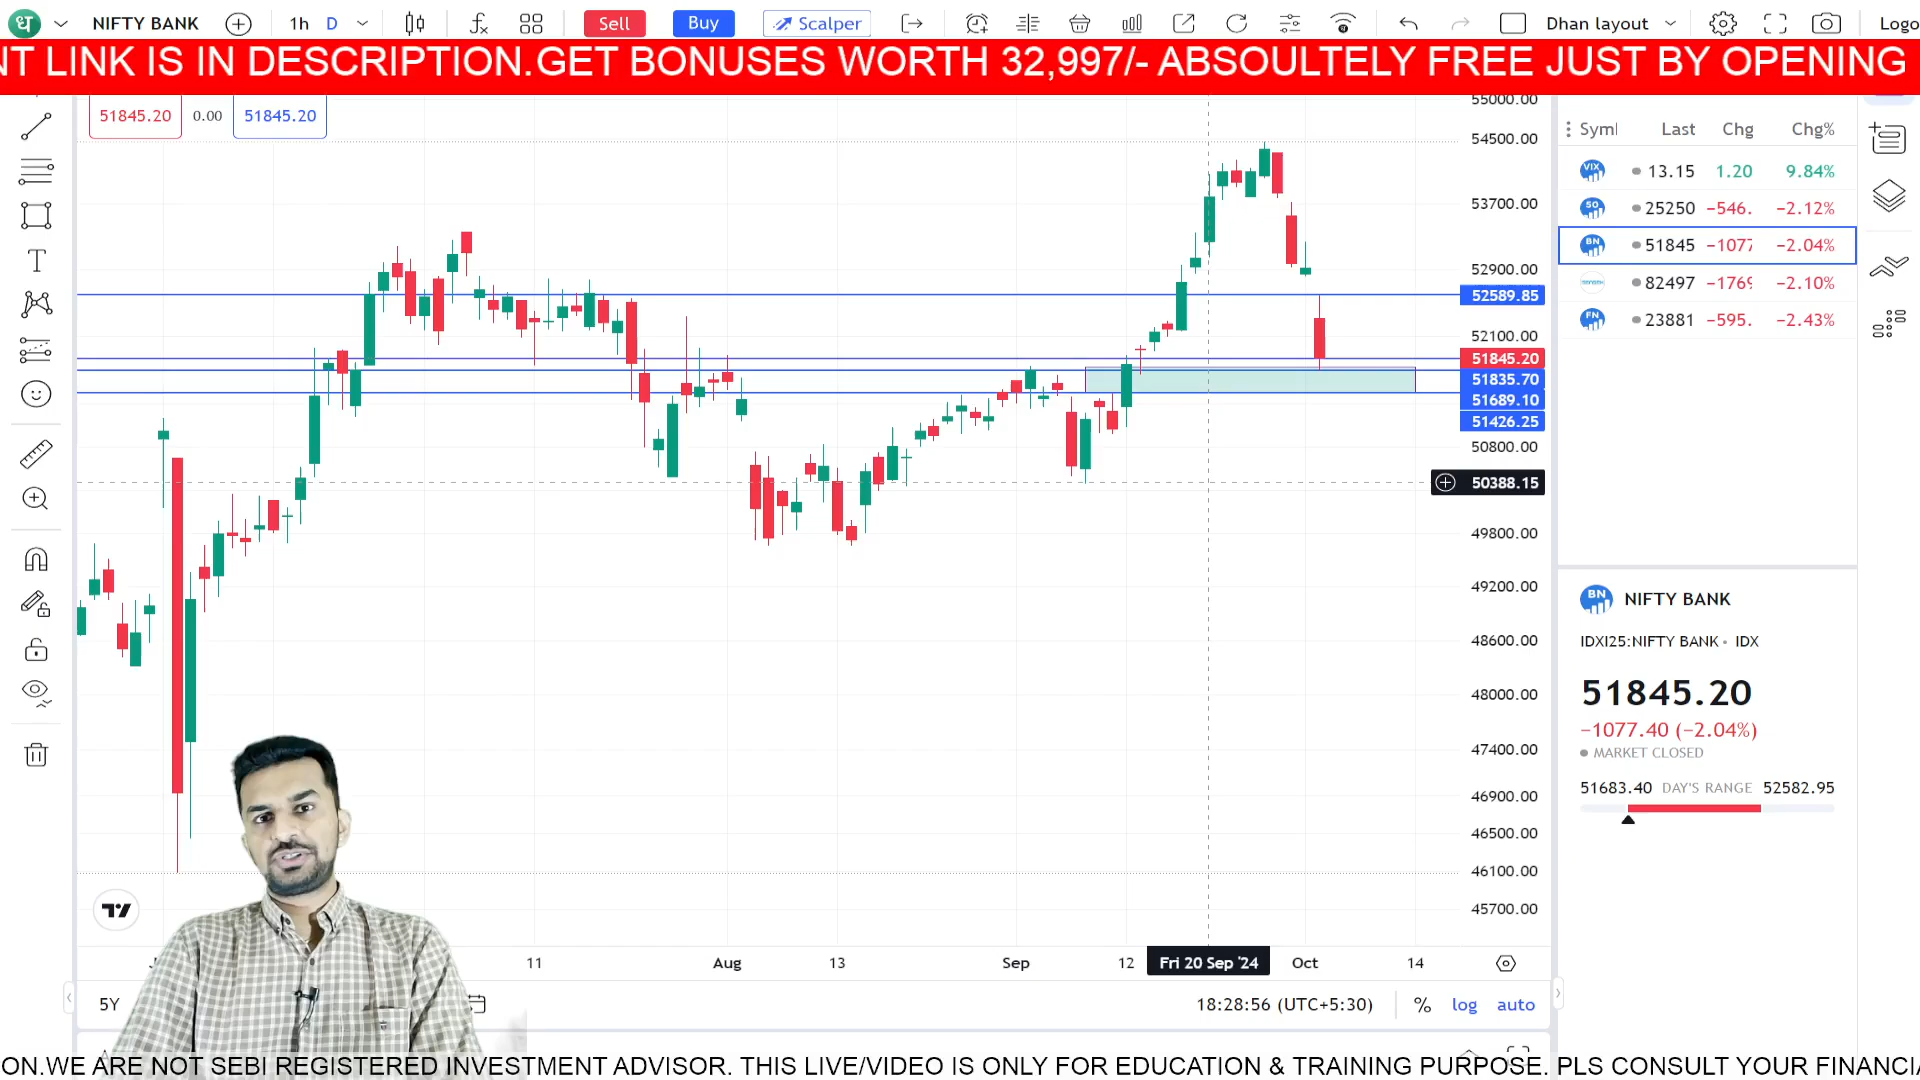 धा NIFTY BANK 1h D Sell Buy Scalper Dhan layout Logo
NT LINK IS IN DESCRIPTION.GET BONUSES WORTH 32,997/- ABSOULTELY FREE JUST BY OPENING
51845.20 0.00 51845.20
55000.00
54500.00
53700.00
52900.00
52589.85
52100.00
51845.20
51835.70
51689.10
51426.25
50800.00
50388.15
49800.00
49200.00
48600.00
48000.00
47400.00
46900.00
46500.00
46100.00
45700.00
11 Aug 13 Sep 12 Fri 20 Sep '24 Oct 14
5Y 18:28:56 (UTC+5:30) % log auto
Last Chg Chg%
VIX 13.15 1.20 9.84%
50 25250 −546. −2.12%
BN 51845 −1077 −2.04%
82497 −1769 −2.10%
FN 23881 −595. −2.43%
BN NIFTY BANK
IDXI25:NIFTY BANK • IDX
51845.20
−1077.40 (−2.04%)
MARKET CLOSED
51683.40 DAY'S RANGE 52582.95
ON.WE ARE NOT SEBI REGISTERED INVESTMENT ADVISOR. THIS LIVE/VIDEO IS ONLY FOR EDUCATION & TRAINING PURPOSE. PLS CONSULT YOUR FINANCIA